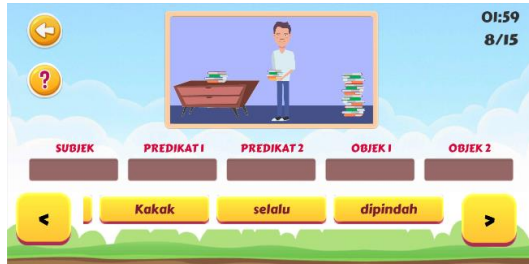 01:59
8/15
?
SUBJEK PREDIKAT 1 PREDIKAT 2 OBJEK 1 OBJEK 2
< Kakak selalu dipindah >